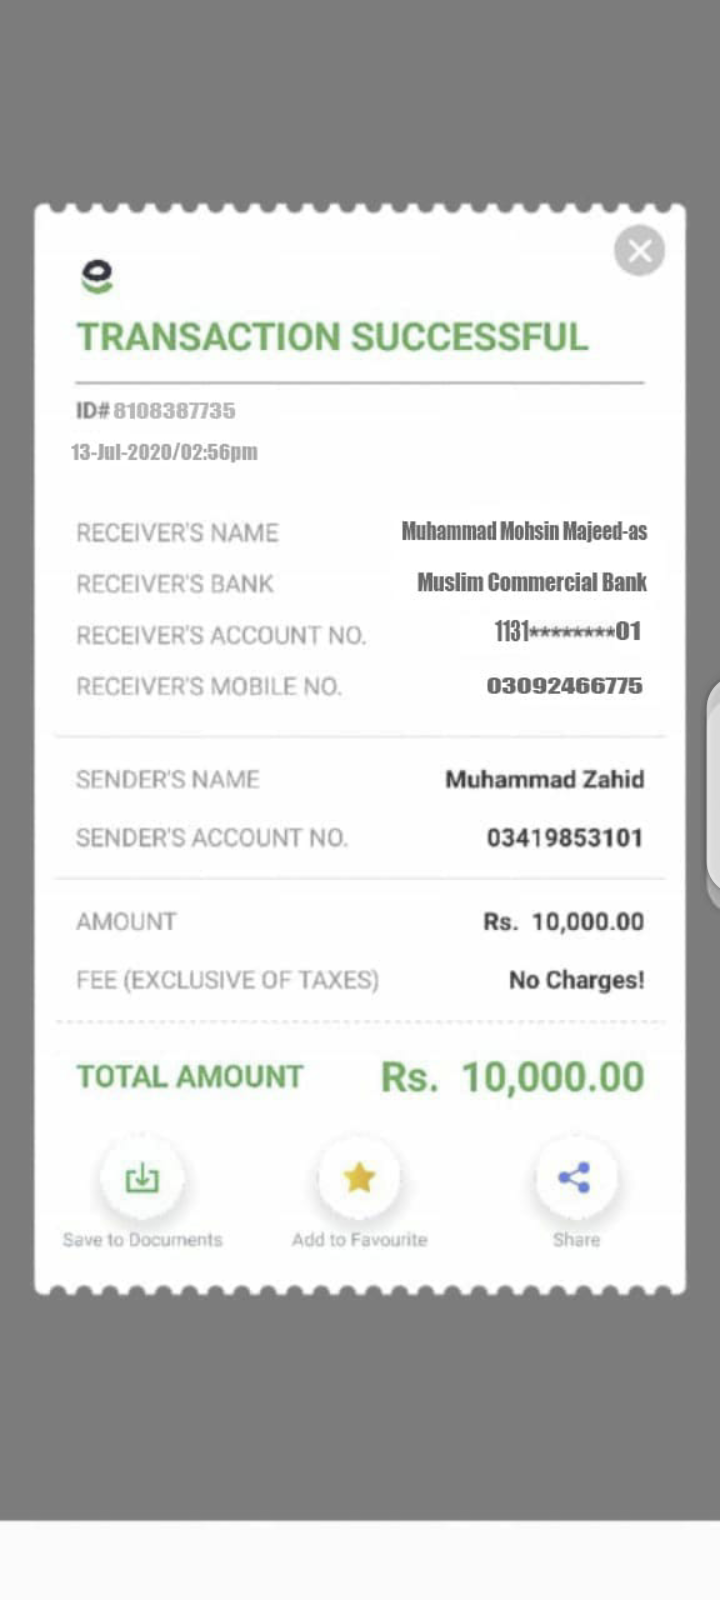 TRANSACTION SUCCESSFUL
ID# 8108387735
13-Jul-2020/02:56pm
RECEIVER'S NAME Muhammad Mohsin Majeed-as
RECEIVER'S BANK Muslim Commercial Bank
RECEIVER'S ACCOUNT NO. 1131********01
RECEIVER'S MOBILE NO. 03092466775
SENDER'S NAME Muhammad Zahid
SENDER'S ACCOUNT NO. 03419853101
AMOUNT Rs. 10,000.00
FEE (EXCLUSIVE OF TAXES) No Charges!
TOTAL AMOUNT Rs. 10,000.00
Save to Documents Add to Favourite Share